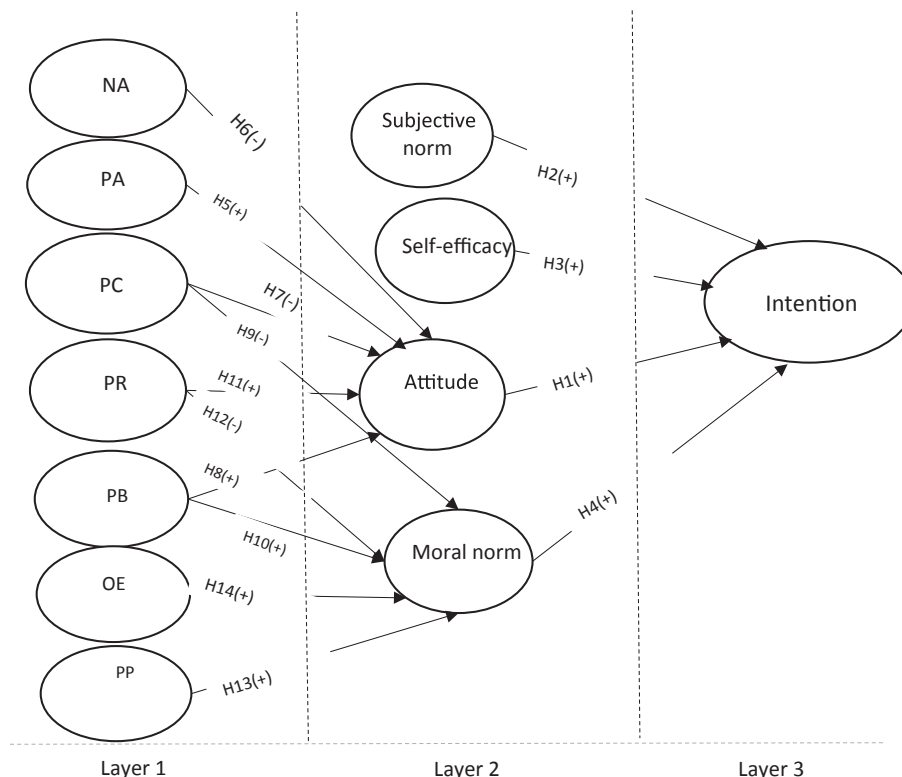 NA
PA
PC
PR
PB
OE
PP
H6(-)
H5(+)
H7(-)
H9(-)
H11(+)
H12(-)
H8(+)
H10(+)
H14(+)
H13(+)
Subjective
norm
Self-efficacy
Attitude
Moral norm
H2(+)
H3(+)
H1(+)
H4(+)
Intention
Layer 1
Layer 2
Layer 3